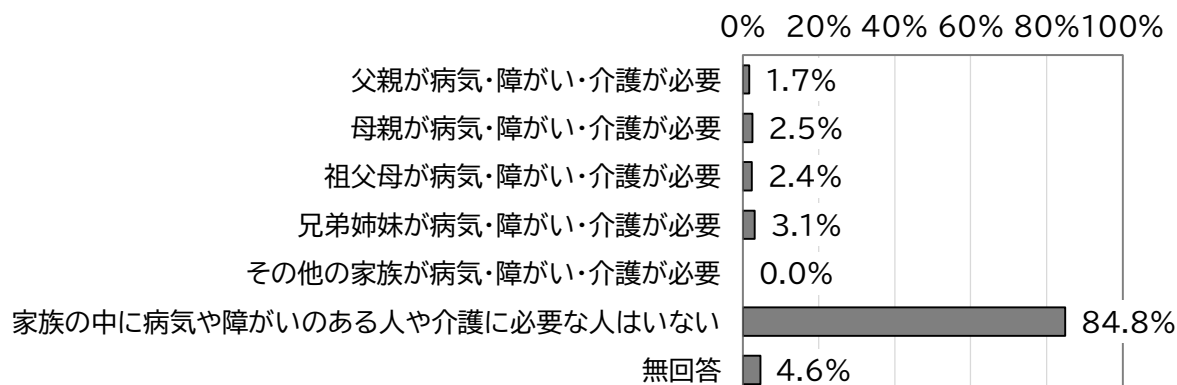 0% 20% 40% 60% 80%100%
父親が病気・障がい・介護が必要 1.7%
母親が病気・障がい・介護が必要 2.5%
祖父母が病気・障がい・介護が必要 2.4%
兄弟姉妹が病気・障がい・介護が必要 3.1%
その他の家族が病気・障がい・介護が必要 0.0%
家族の中に病気や障がいのある人や介護に必要な人はいない 84.8%
無回答 4.6%